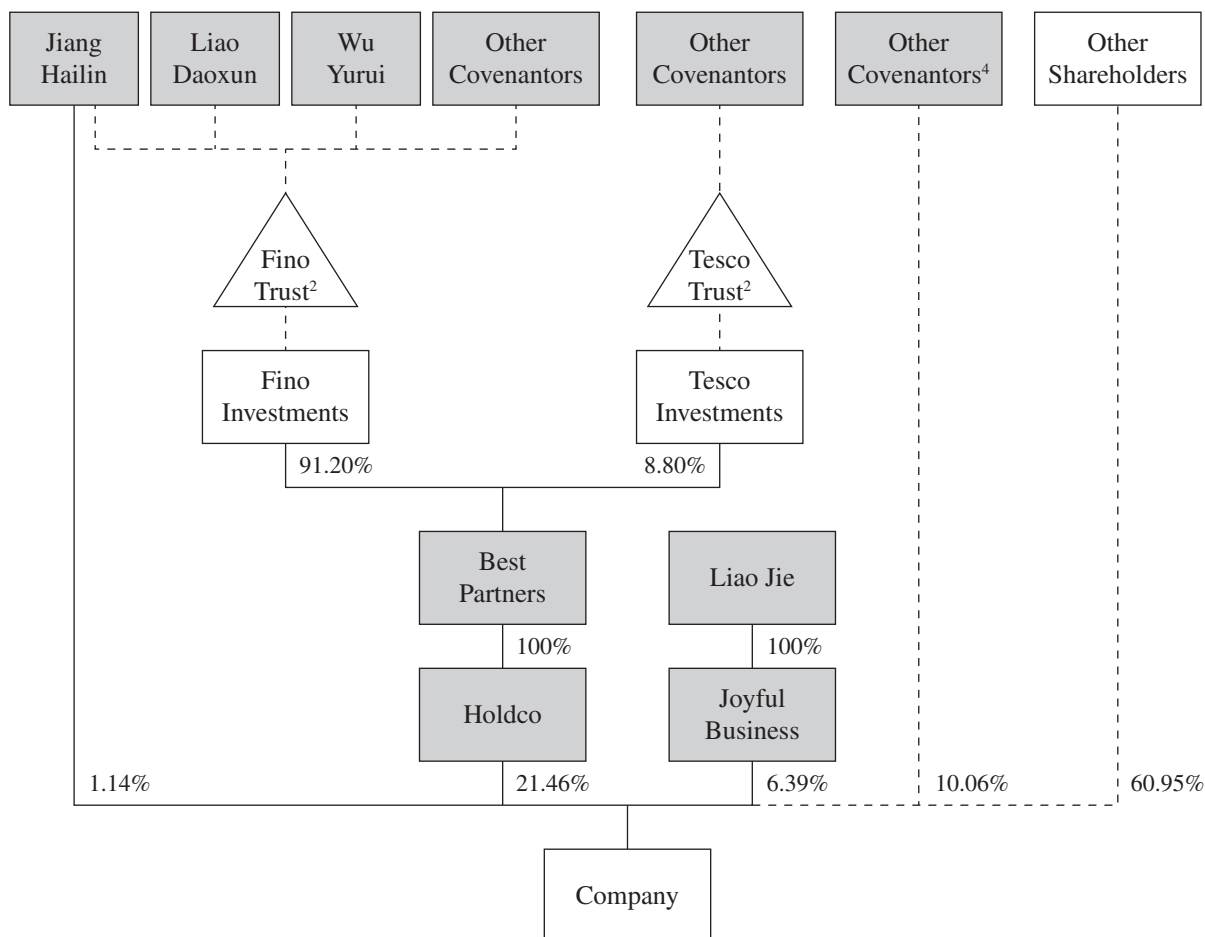 Jiang
Hailin
Liao
Daoxun
Wu
Yurui
Other
Covenantors
Other
Covenantors
Other
Covenantors⁴
Other
Shareholders
Fino
Trust²
Tesco
Trust²
Fino
Investments
Tesco
Investments
91.20%
8.80%
Best
Partners
Liao Jie
100%
100%
Holdco
Joyful
Business
1.14%
21.46%
6.39%
10.06%
60.95%
Company